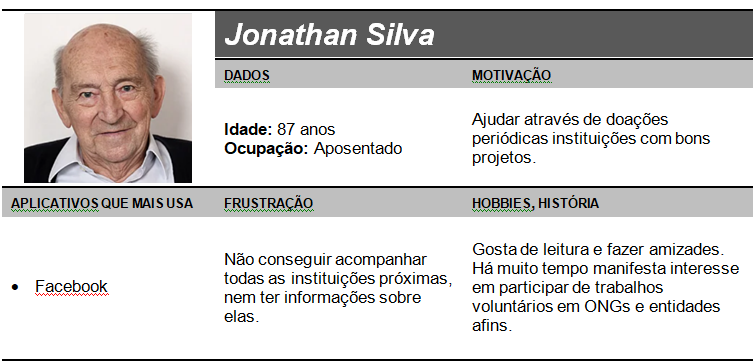 Jonathan Silva
DADOS
MOTIVAÇÃO
Idade: 87 anos
Ocupação: Aposentado
Ajudar através de doações
periódicas instituições com bons
projetos.
APLICATIVOS QUE MAIS USA
FRUSTRAÇÃO
HOBBIES, HISTÓRIA
• Facebook
Não conseguir acompanhar
todas as instituições próximas,
nem ter informações sobre
elas.
Gosta de leitura e fazer amizades.
Há muito tempo manifesta interesse
em participar de trabalhos
voluntários em ONGs e entidades
afins.